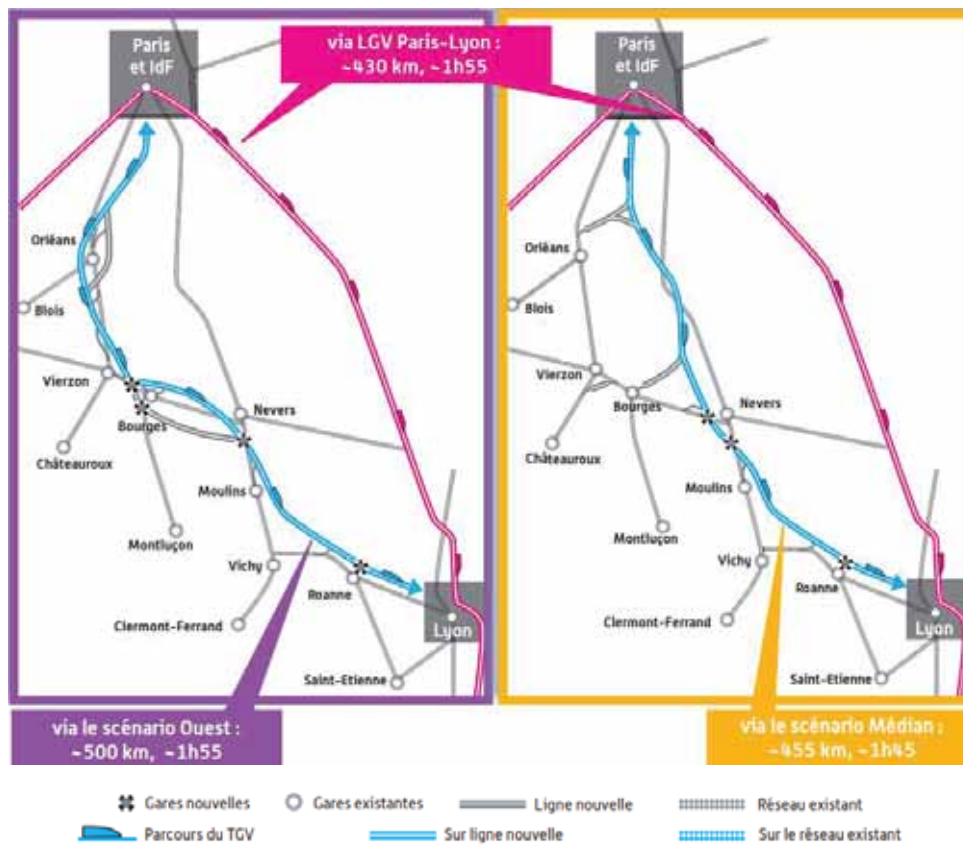 via LGV Paris-Lyon :
~430 km, ~1h55
Paris
et IdF
Orléans
Blois
Vierzon
Bourges
Nevers
Châteauroux
Moulins
Montluçon
Vichy
Roanne
Clermont-Ferrand
Lyon
Saint-Etienne
via le scénario Ouest :
~500 km, ~1h55
Paris
et IdF
Orléans
Blois
Vierzon
Bourges
Nevers
Châteauroux
Moulins
Montluçon
Vichy
Roanne
Clermont-Ferrand
Lyon
Saint-Etienne
via le scénario Médian :
~455 km, ~1h45
Gares nouvelles
Gares existantes
Ligne nouvelle
Réseau existant
Parcours du TGV
Sur ligne nouvelle
Sur le réseau existant